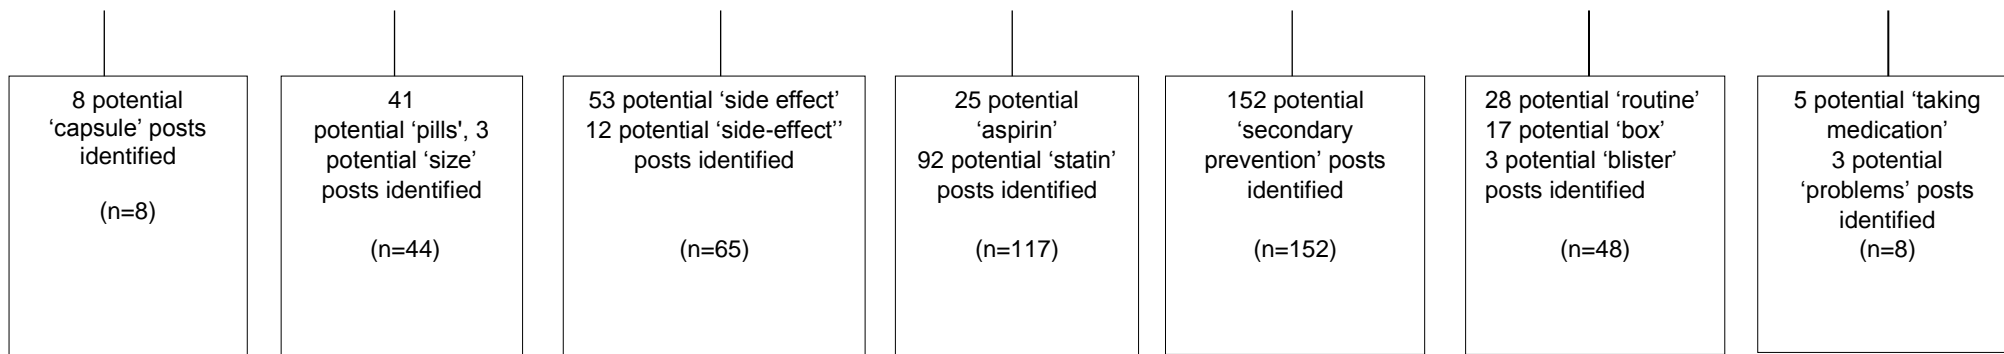 8 potential
‘capsule’ posts
identified
(n=8)
41
potential ‘pills', 3
potential ‘size’
posts identified
(n=44)
53 potential ‘side effect’
12 potential ‘side-effect’'
posts identified
(n=65)
25 potential
‘aspirin’
92 potential ‘statin’
posts identified
(n=117)
152 potential
‘secondary
prevention’ posts
identified
(n=152)
28 potential ‘routine’
17 potential ‘box’
3 potential ‘blister’
posts identified
(n=48)
5 potential ‘taking
medication’
3 potential
‘problems’ posts
identified
(n=8)